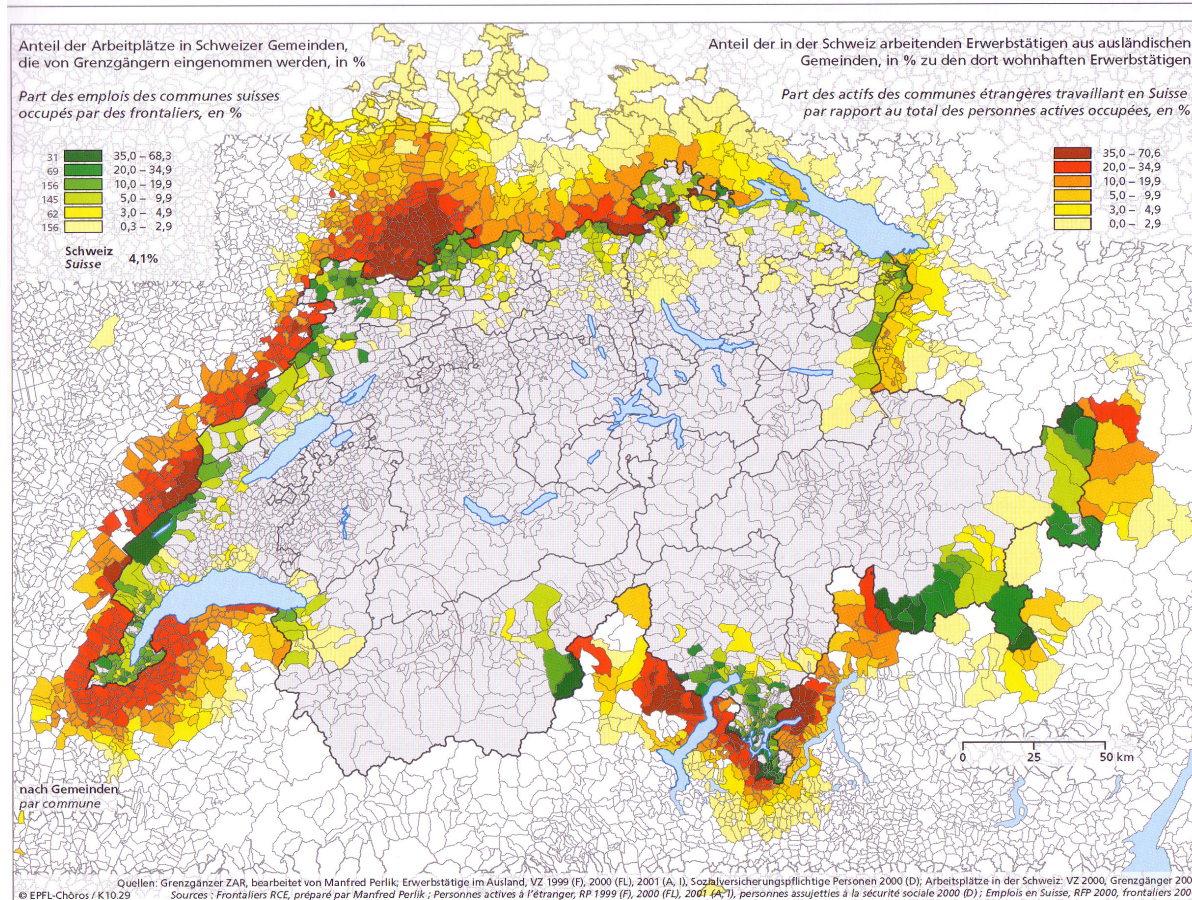 Anteil der Arbeitplätze in Schweizer Gemeinden,
die von Grenzgängern eingenommen werden, in %
Part des emplois des communes suisses
occupés par des frontaliers, en %
31 35,0 – 68,3
69 20,0 – 34,9
156 10,0 – 19,9
145 5,0 – 9,9
62 3,0 – 4,9
156 0,3 – 2,9
Schweiz
Suisse 4,1%
Anteil der in der Schweiz arbeitenden Erwerbstätigen aus ausländischen
Gemeinden, in % zu den dort wohnhaften Erwerbstätigen
Part des actifs des communes étrangères travaillant en Suisse
par rapport au total des personnes actives occupées, en %
35,0 – 70,6
20,0 – 34,9
10,0 – 19,9
5,0 – 9,9
3,0 – 4,9
0,0 – 2,9
0 25 50 km
nach Gemeinden
par commune
Quellen: Grenzgänger ZAR, bearbeitet von Manfred Perlik; Erwerbstätige im Ausland, VZ 1999 (F), 2000 (FL), 2001 (A, I), Sozialversicherungspflichtige Personen 2000 (D); Arbeitsplätze in der Schweiz: VZ 2000, Grenzgänger 200
© EPFL-Chôros / K10.29 Sources : Frontaliers RCE, préparé par Manfred Perlik ; Personnes actives à l'étranger, RP 1999 (F), 2000 (FL), 2001 (A, I), personnes assujetties à la sécurité sociale 2000 (D) ; Emplois en Suisse, RFP 2000, frontaliers 200